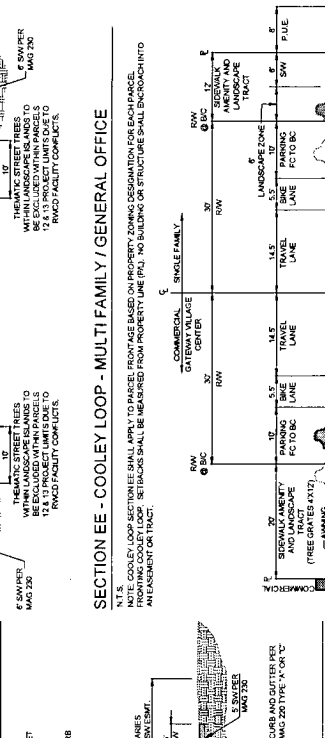 6' S/W PER
MAG 230
10'
THEMATIC STREET TREES
WITHIN LANDSCAPE ISLANDS TO
BE EXCLUDED WITHIN PARCELS
12 & 13 PROJECT LIMITS DUE TO
RWCD FACILITY CONFLICTS.
10'
THEMATIC STREET TREES
WITHIN LANDSCAPE ISLANDS TO
BE EXCLUDED WITHIN PARCELS
12 & 13 PROJECT LIMITS DUE TO
RWCD FACILITY CONFLICTS.
6' S/W PER
MAG 230
SECTION EE - COOLEY LOOP - MULTI FAMILY / GENERAL OFFICE
N.T.S.
NOTE: COOLEY LOOP SECTION EE SHALL APPLY TO PARCEL FRONTAGE BASED ON PROPERTY ZONING DESIGNATION FOR EACH PARCEL
FRONTING COOLEY LOOP. SETBACKS SHALL BE MEASURED FROM PROPERTY LINE (P/L). NO BUILDING OR STRUCTURE SHALL ENCROACH INTO
AN EASEMENT OR TRACT.
COMMERCIAL
GATEWAY VILLAGE
CENTER
SINGLE FAMILY
R/W
@ B/C
30'
R/W
30'
R/W
R/W
@ B/C
12'
SIDEWALK
AMENITY AND
LANDSCAPE
TRACT
6'
LANDSCAPE ZONE
20'
SIDEWALK AMENITY
AND LANDSCAPE
TRACT
(TREE GRATES 4'X12')
10'
PARKING
FC TO BC
5.5'
BIKE
LANE
14.5'
TRAVEL
LANE
14.5'
TRAVEL
LANE
5.5'
BIKE
LANE
10'
PARKING
FC TO BC
6'
S/W
8'
P.U.E.
COMMERCIAL
AWNING
ARIES
SW ESMT.
5' S/W PER
MAG 230
CURB AND GUTTER PER
MAG 220 TYPE "A" OR "C"